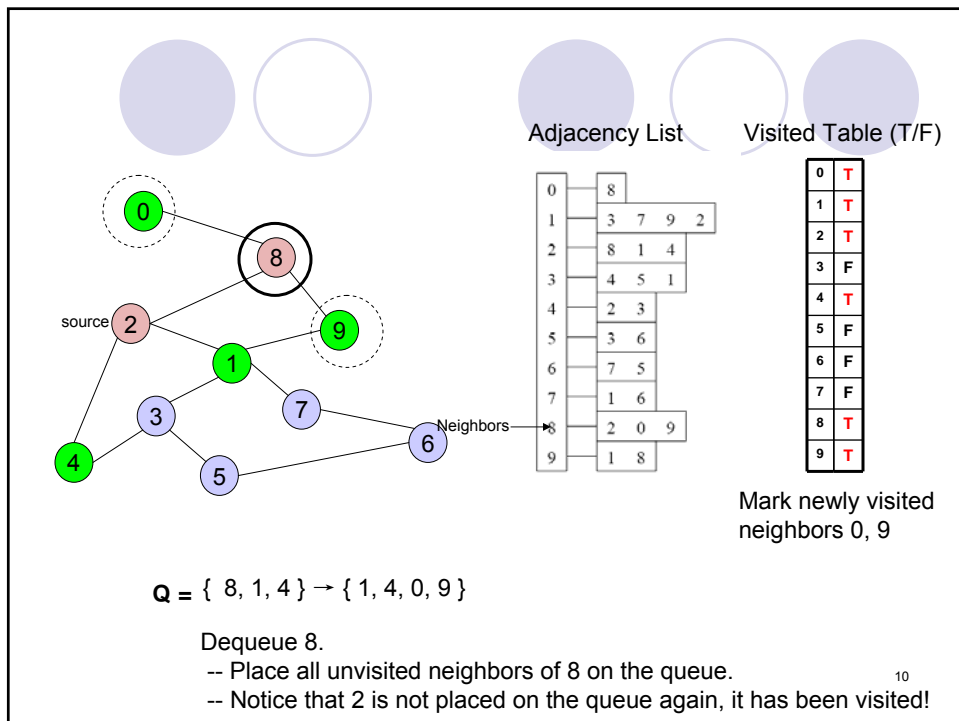 Adjacency List
Visited Table (T/F)
0 8
1 3 7 9 2
2 8 1 4
3 4 5 1
4 2 3
5 3 6
6 7 5
7 1 6
8 2 0 9
9 1 8
0 T
1 T
2 T
3 F
4 T
5 F
6 F
7 F
8 T
9 T
0
8
source
2
9
1
3
7
Neighbors
6
4
5
Mark newly visited
neighbors 0, 9
Q = { 8, 1, 4 } → { 1, 4, 0, 9 }
Dequeue 8.
-- Place all unvisited neighbors of 8 on the queue.
-- Notice that 2 is not placed on the queue again, it has been visited!
10